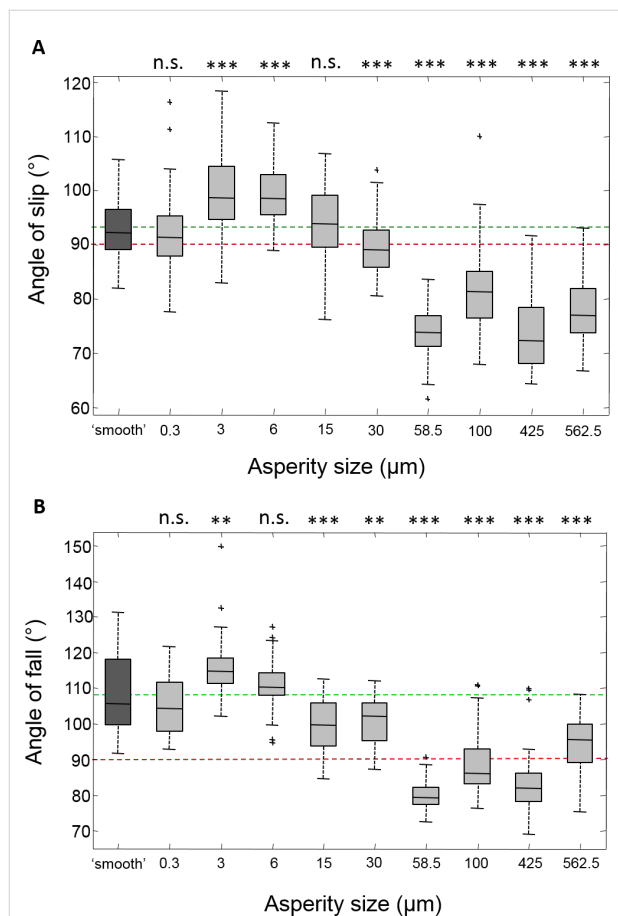 A
n.s. *** *** n.s. *** *** *** *** ***
120
110
100
90
80
70
60
Angle of slip (°)
'smooth' 0.3 3 6 15 30 58.5 100 425 562.5
Asperity size (µm)
B
n.s. ** n.s. *** ** *** *** *** ***
150
140
130
120
110
100
90
80
70
Angle of fall (°)
'smooth' 0.3 3 6 15 30 58.5 100 425 562.5
Asperity size (µm)